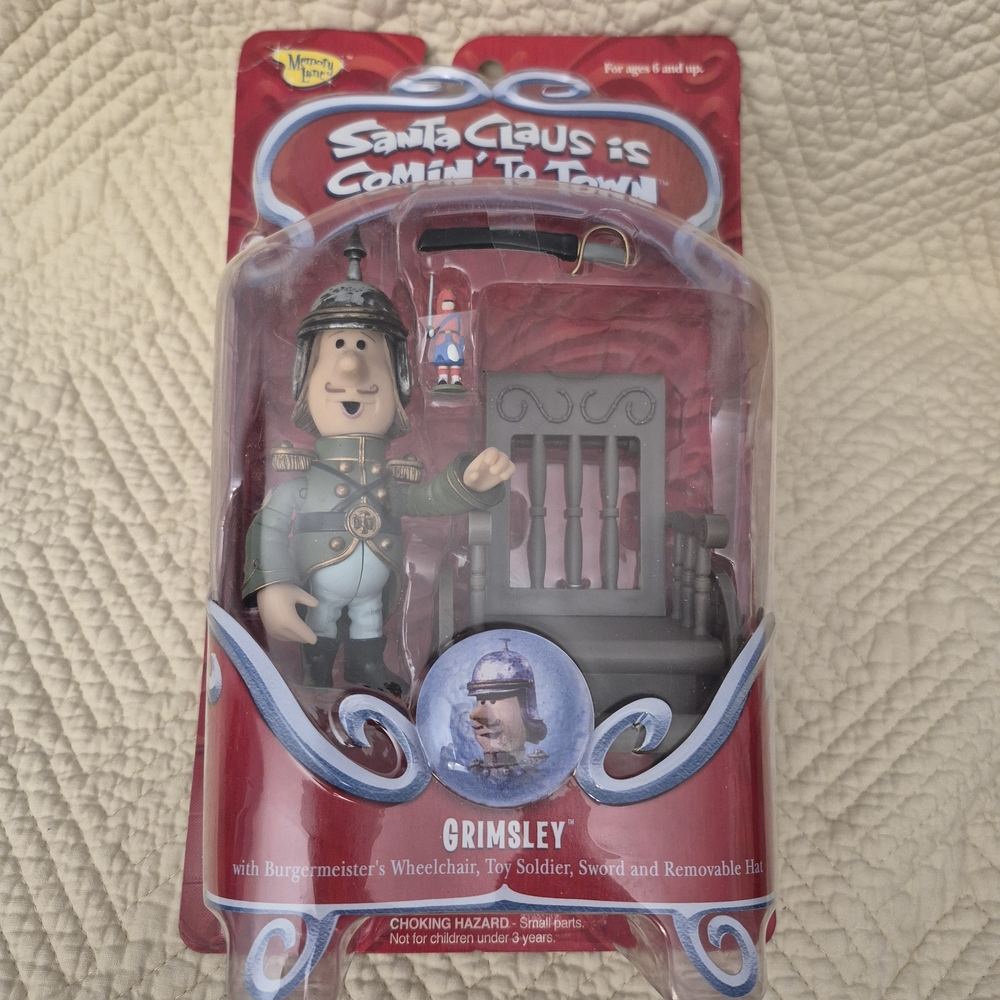 Memory
Lane
For ages 6 and up.
Santa Claus is
Comin' To Town™
GRIMSLEY™
with Burgermeister's Wheelchair, Toy Soldier, Sword and Removable Hat
CHOKING HAZARD - Small parts.
Not for children under 3 years.